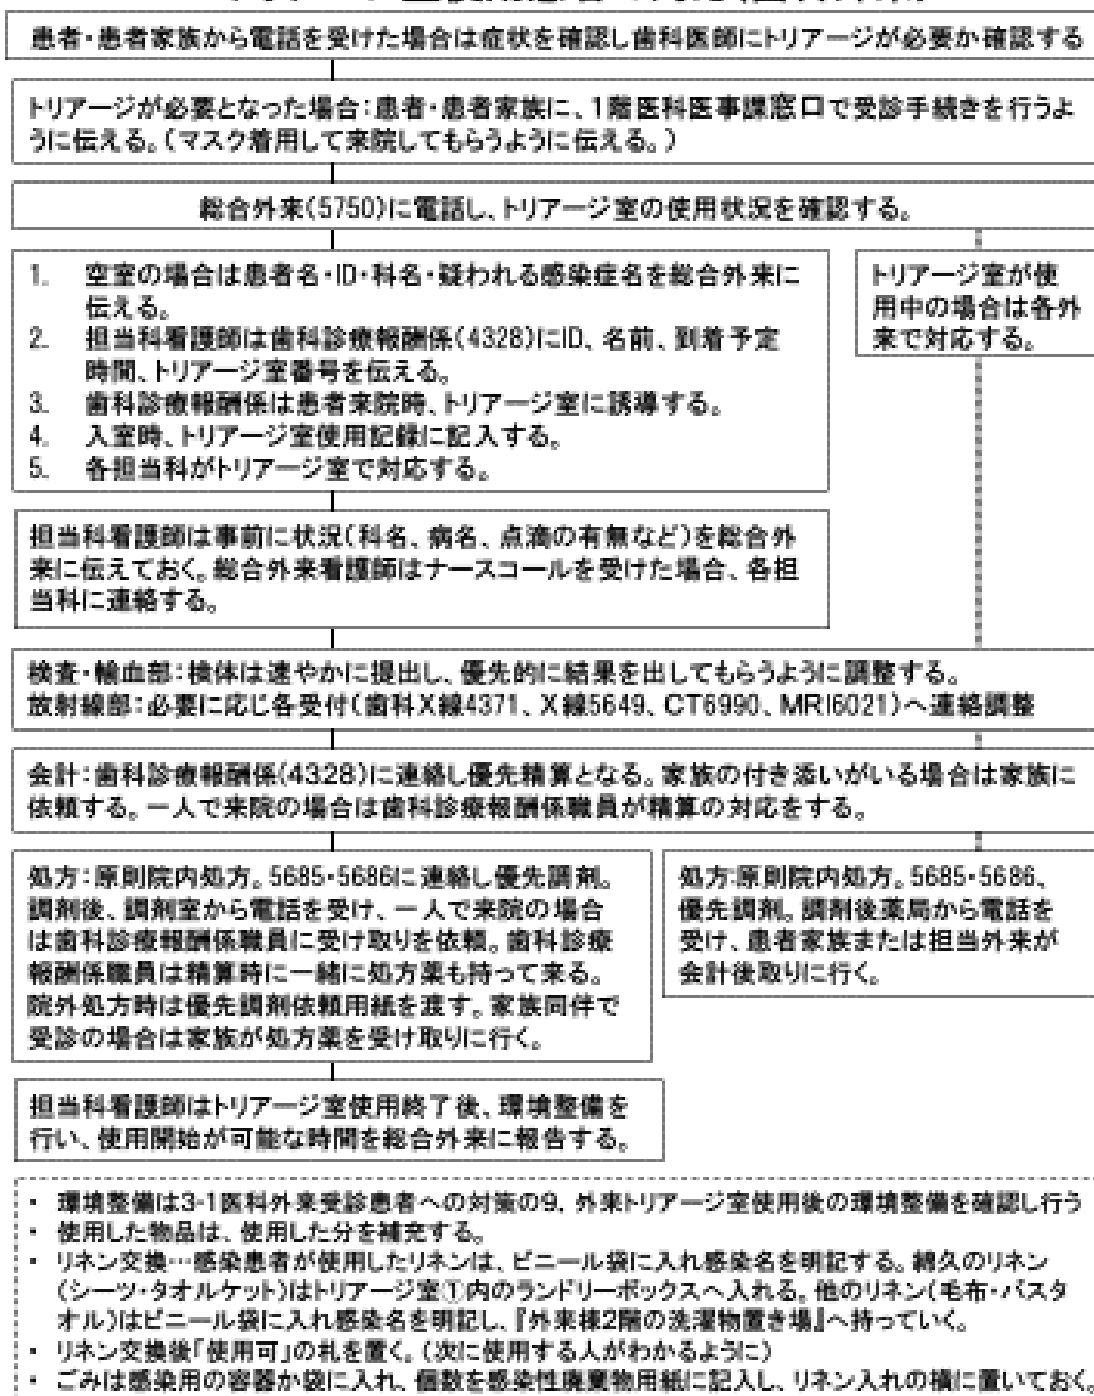 患者・患者家族から電話を受けた場合は症状を確認し歯科医師にトリアージが必要か確認する
トリアージが必要となった場合：患者・患者家族に、1階医科医事課窓口で受診手続きを行うよ
うに伝える。（マスク着用して来院してもらうように伝える。）
総合外来(5750)に電話し、トリアージ室の使用状況を確認する。
1. 空室の場合は患者名・ID・科名・疑われる感染症名を総合外来に
伝える。
2. 担当科看護師は歯科診療報酬係(4328)にID、名前、到着予定
時間、トリアージ室番号を伝える。
3. 歯科診療報酬係は患者来院時、トリアージ室に誘導する。
4. 入室時、トリアージ室使用記録に記入する。
5. 各担当科がトリアージ室で対応する。
トリアージ室が使
用中の場合は各外
来で対応する。
担当科看護師は事前に状況（科名、病名、点滴の有無など）を総合外
来に伝えておく。総合外来看護師はナースコールを受けた場合、各担
当科に連絡する。
検査・輸血部：検体は速やかに提出し、優先的に結果を出してもらうように調整する。
放射線部：必要に応じ各受付（歯科X線4371、X線5649、CT6990、MRI6021）へ連絡調整
会計：歯科診療報酬係(4328)に連絡し優先精算となる。家族の付き添いがいる場合は家族に
依頼する。一人で来院の場合は歯科診療報酬係職員が精算の対応をする。
処方：原則院内処方。5685・5686に連絡し優先調剤。
調剤後、調剤室から電話を受け、一人で来院の場合
は歯科診療報酬係職員に受け取りを依頼。歯科診療
報酬係職員は精算時に一緒に処方薬も持って来る。
院外処方時は優先調剤依頼用紙を渡す。家族同伴で
受診の場合は家族が処方薬を受け取りに行く。
処方:原則院内処方。5685・5686、
優先調剤。調剤後薬局から電話を
受け、患者家族または担当外来が
会計後取りに行く。
担当科看護師はトリアージ室使用終了後、環境整備を
行い、使用開始が可能な時間を総合外来に報告する。
・ 環境整備は3-1医科外来受診患者への対策の9．外来トリアージ室使用後の環境整備を確認し行う
・ 使用した物品は、使用した分を補充する。
・ リネン交換…感染患者が使用したリネンは、ビニール袋に入れ感染名を明記する。綿久のリネン
（シーツ・タオルケット）はトリアージ室①内のランドリーボックスへ入れる。他のリネン（毛布・バスタ
オル）はビニール袋に入れ感染名を明記し、『外来棟2階の洗濯物置き場』へ持っていく。
・ リネン交換後「使用可」の札を置く。（次に使用する人がわかるように）
・ ごみは感染用の容器か袋に入れ、個数を感染性廃棄物用紙に記入し、リネン入れの横に置いておく。